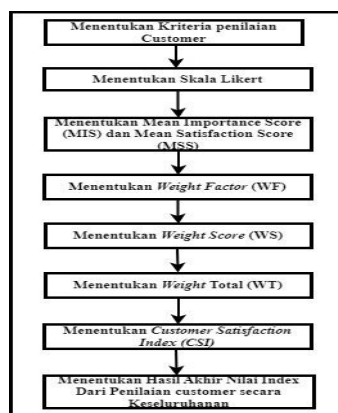 Menentukan Kriteria penilaian
Customer
Menentukan Skala Likert
Menentukan Mean Importance Score
(MIS) dan Mean Satisfaction Score
(MSS)
Menentukan Weight Factor (WF)
Menentukan Weight Score (WS)
Menentukan Weight Total (WT)
Menentukan Customer Satisfaction
Index (CSI)
Menentukan Hasil Akhir Nilai Index
Dari Penilaian customer secara
Keseluruhanan